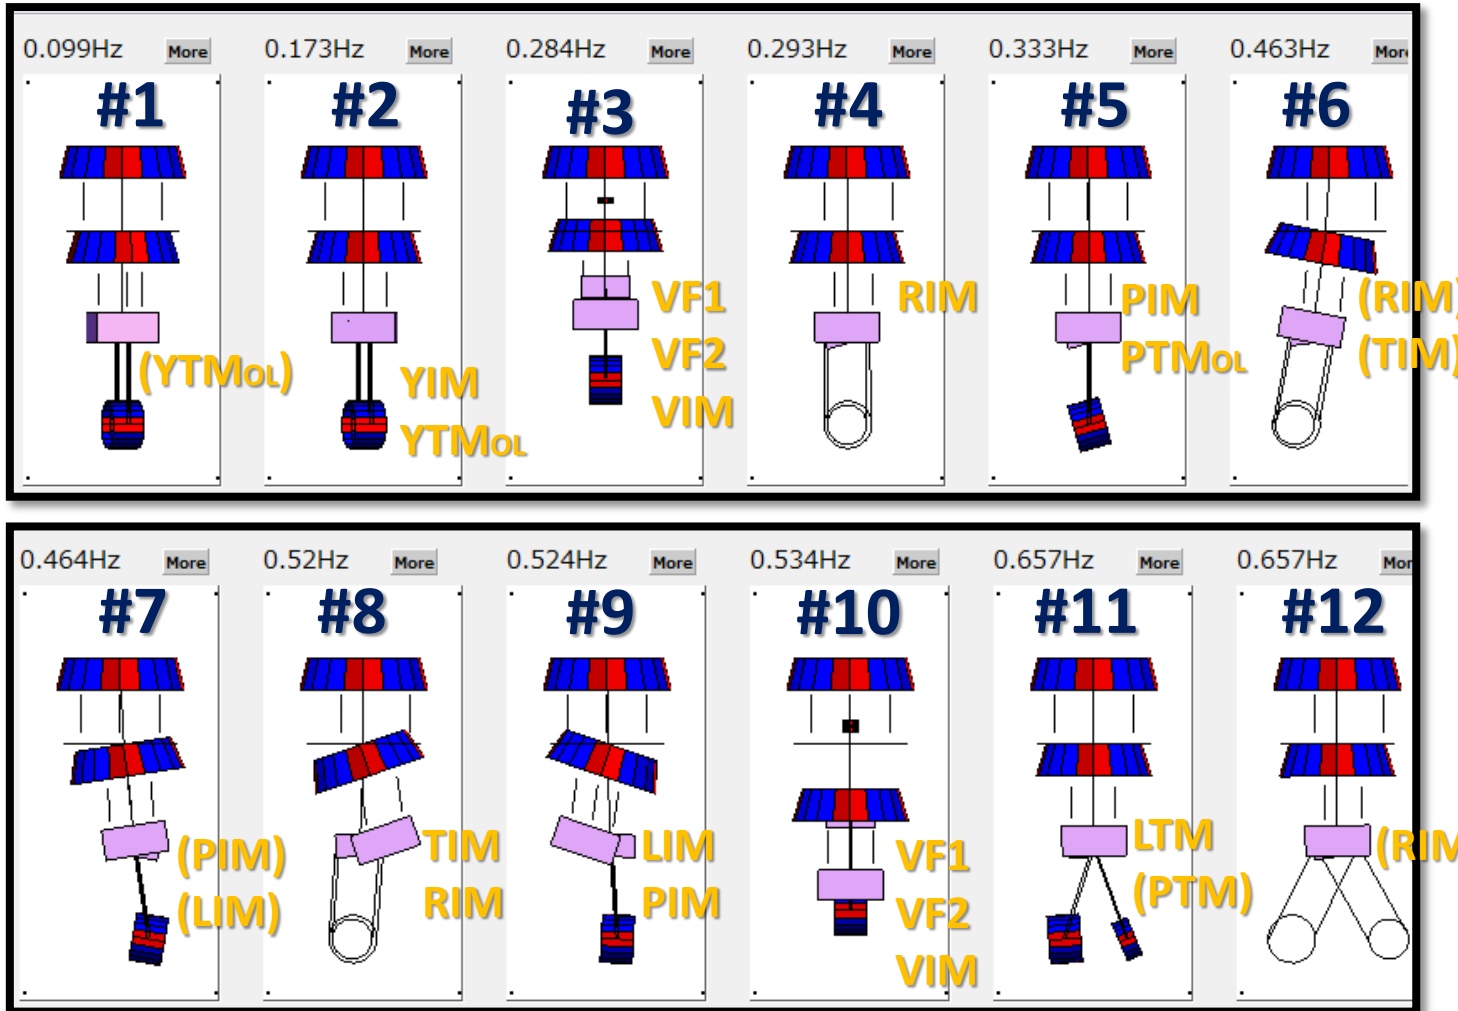 0.099Hz More 0.173Hz More 0.284Hz More 0.293Hz More 0.333Hz More 0.463Hz More
#1 #2 #3 #4 #5 #6
(YTMOL)
YIM
YTMOL
VF1
VF2
VIM
RIM
PIM
PTMOL
(RIM)
(TIM)
0.464Hz More 0.52Hz More 0.524Hz More 0.534Hz More 0.657Hz More 0.657Hz Mor
#7 #8 #9 #10 #11 #12
(PIM)
(LIM)
TIM
RIM
LIM
PIM
VF1
VF2
VIM
LTM
(PTM)
(RIM